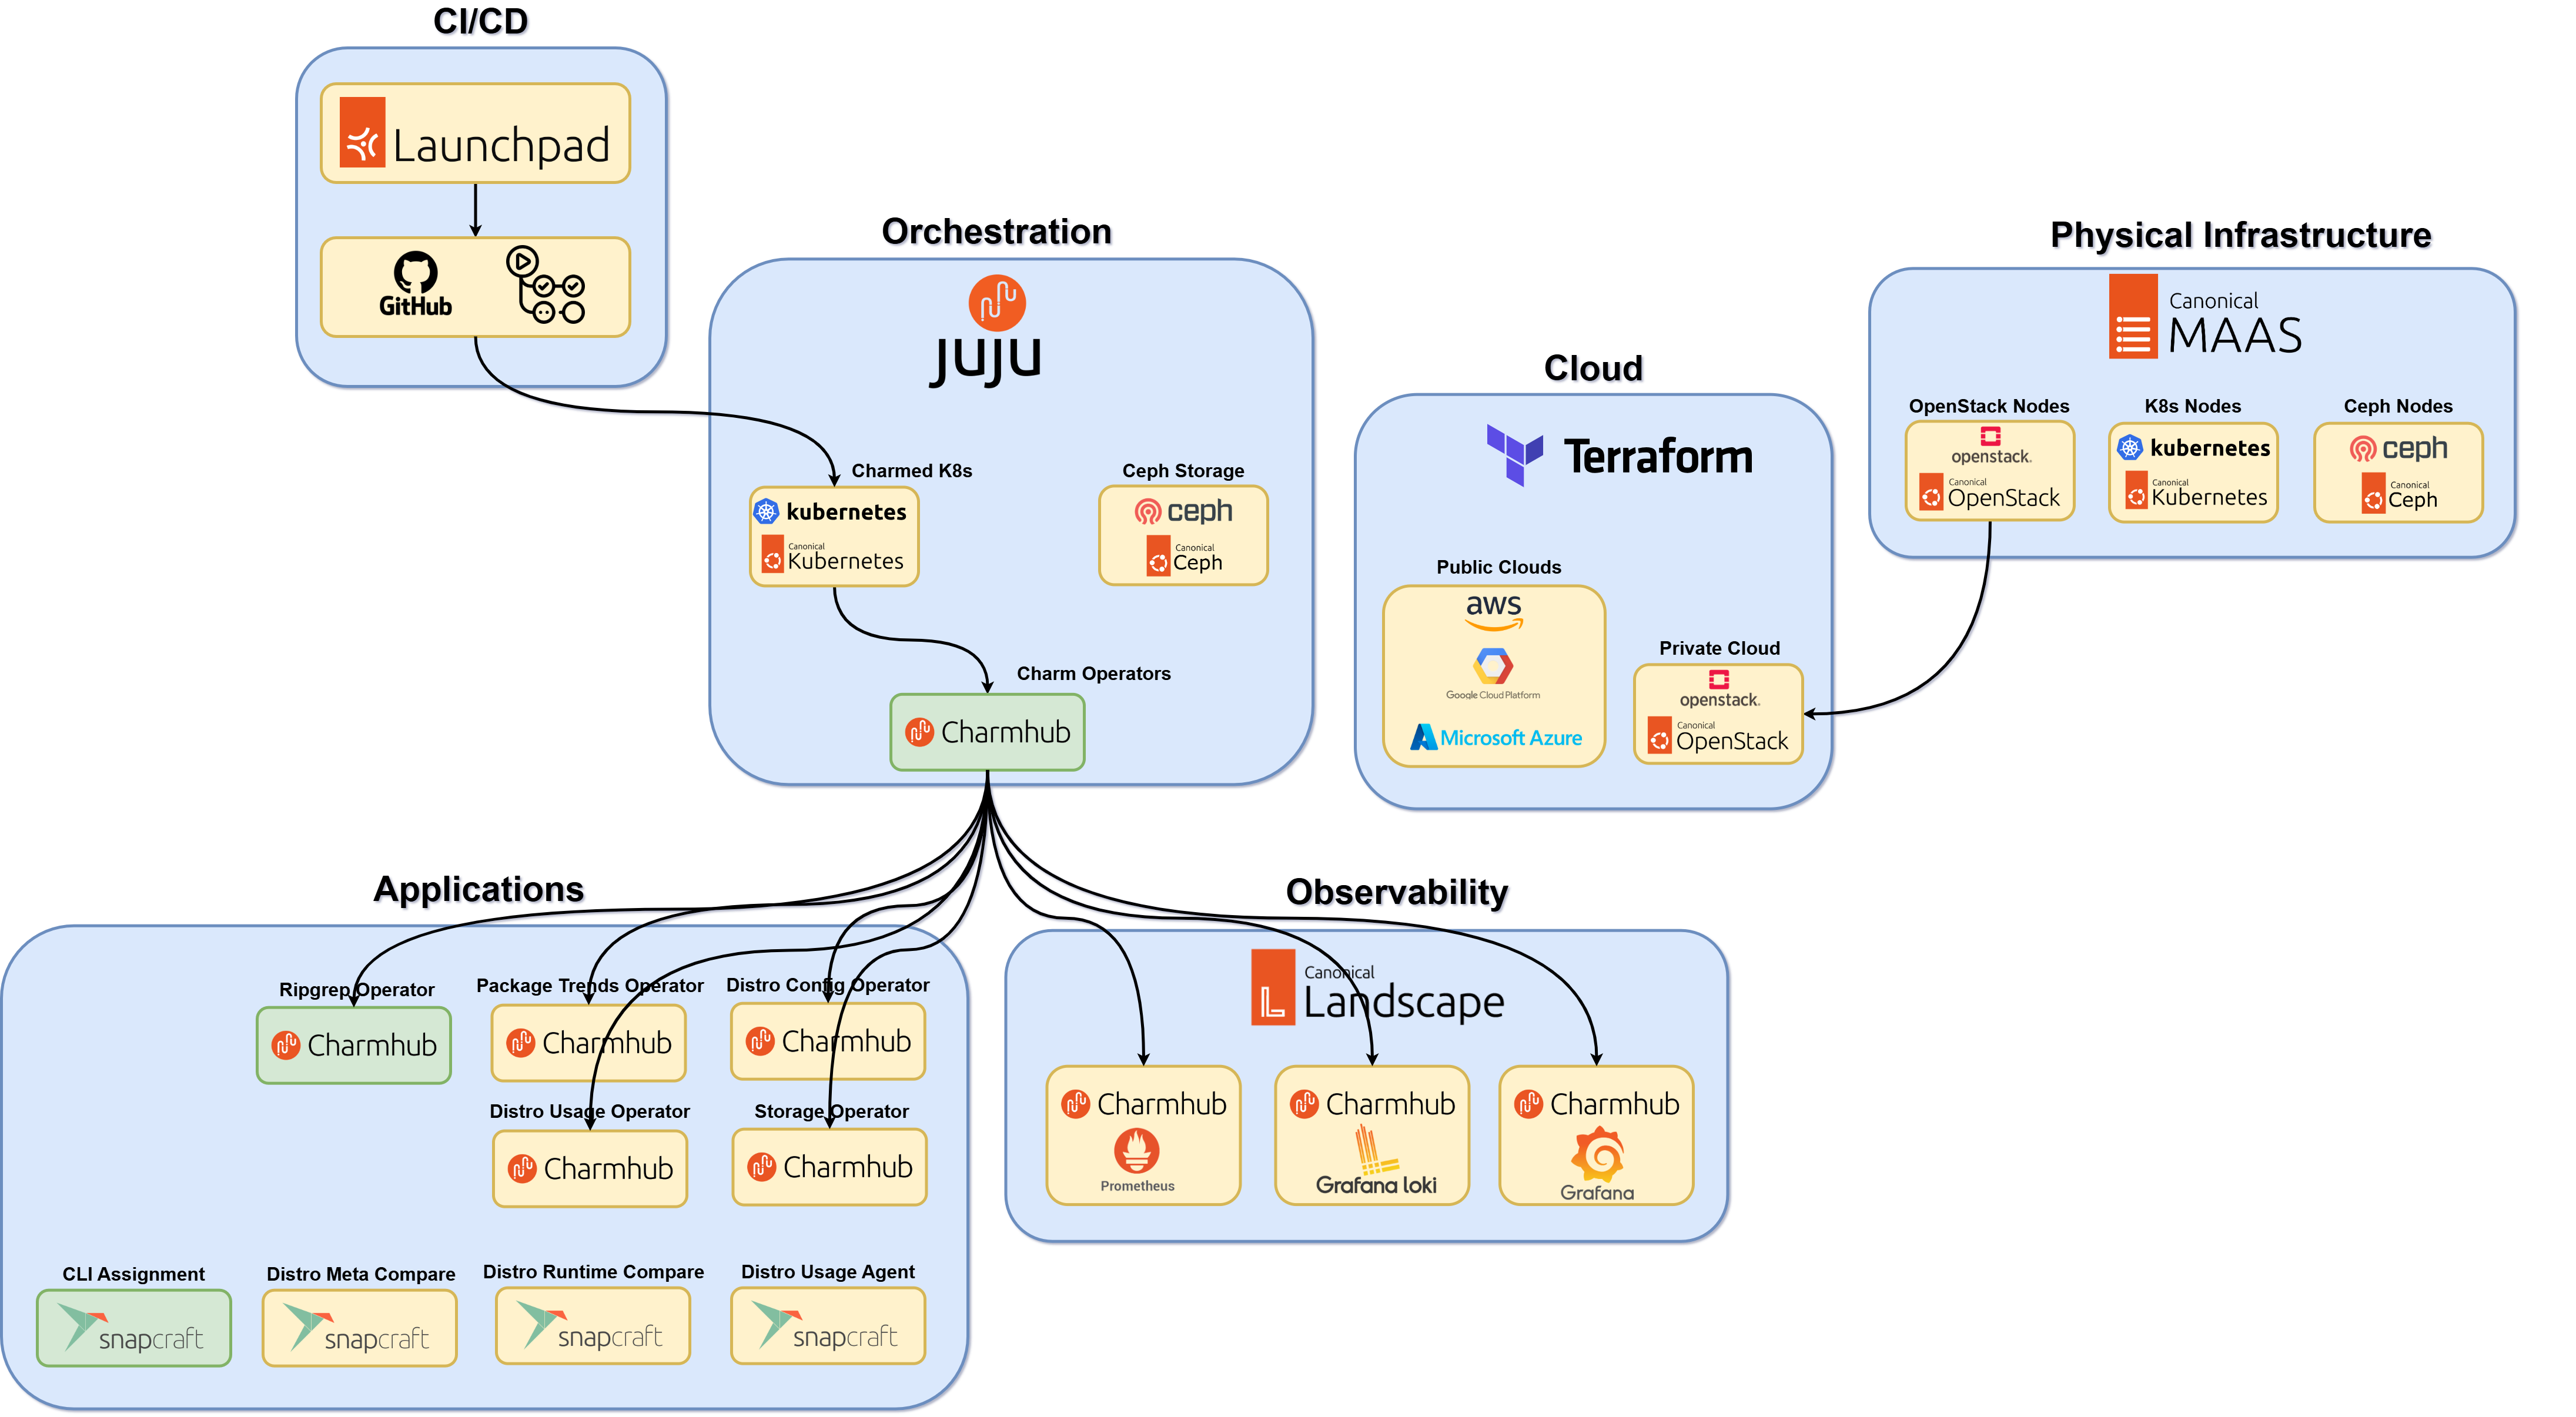 CI/CD
Launchpad
GitHub
Orchestration
JUJU
Charmed K8s
kubernetes
Canonical
Kubernetes
Ceph Storage
ceph
Canonical
Ceph
Charm Operators
Charmhub
Cloud
Terraform
Public Clouds
aws
Google Cloud Platform
Microsoft Azure
Private Cloud
openstack.
Canonical
OpenStack
Physical Infrastructure
Canonical
MAAS
OpenStack Nodes
openstack.
Canonical
OpenStack
K8s Nodes
kubernetes
Canonical
Kubernetes
Ceph Nodes
ceph
Canonical
Ceph
Applications
Ripgrep Operator
Charmhub
Package Trends Operator
Charmhub
Distro Config Operator
Charmhub
Distro Usage Operator
Charmhub
Storage Operator
Charmhub
CLI Assignment
snapcraft
Distro Meta Compare
snapcraft
Distro Runtime Compare
snapcraft
Distro Usage Agent
snapcraft
Observability
Canonical
Landscape
Charmhub
Prometheus
Charmhub
Grafana loki
Charmhub
Grafana